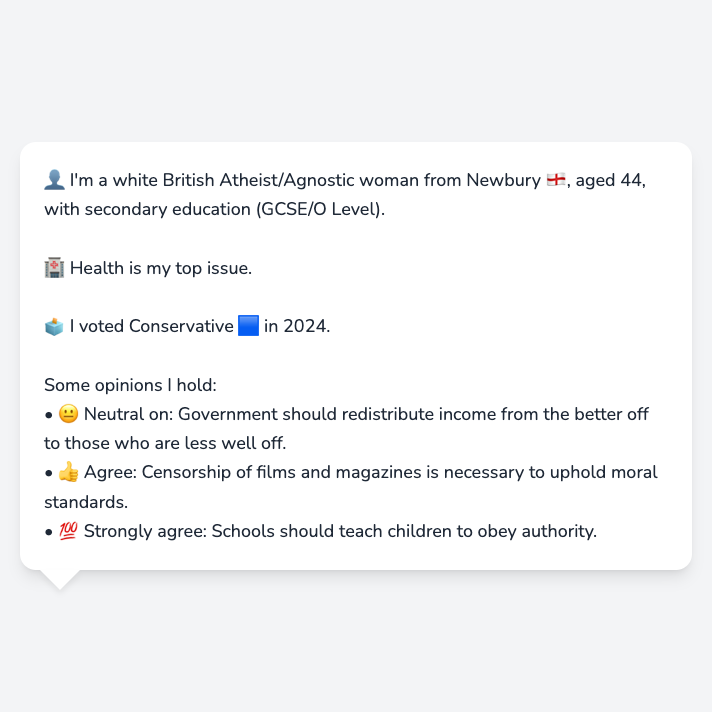 👤 I'm a white British Atheist/Agnostic woman from Newbury 🏴󠁧󠁢󠁥󠁮󠁧󠁿, aged 44,
with secondary education (GCSE/O Level).
🏥 Health is my top issue.
🗳️ I voted Conservative 🟦 in 2024.
Some opinions I hold:
• 😐 Neutral on: Government should redistribute income from the better off
to those who are less well off.
• 👍 Agree: Censorship of films and magazines is necessary to uphold moral
standards.
• 💯 Strongly agree: Schools should teach children to obey authority.